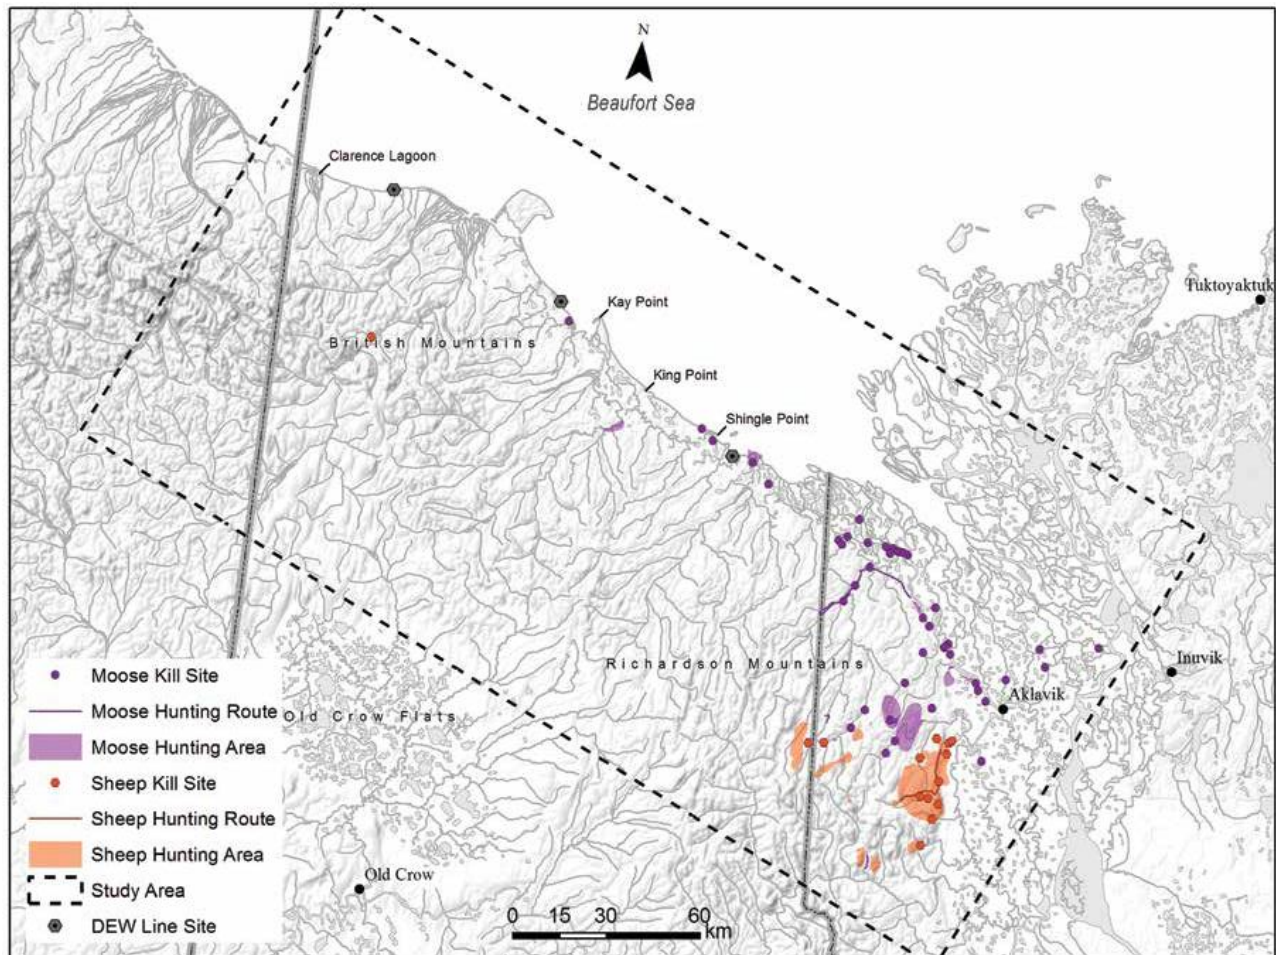 N
Beaufort Sea
Clarence Lagoon
Tuktoyaktuk
Kay Point
British Mountains
King Point
Shingle Point
Richardson Mountains
Inuvik
Aklavik
Old Crow Flats
Old Crow
Moose Kill Site
Moose Hunting Route
Moose Hunting Area
Sheep Kill Site
Sheep Hunting Route
Sheep Hunting Area
Study Area
DEW Line Site
0 15 30 60
km